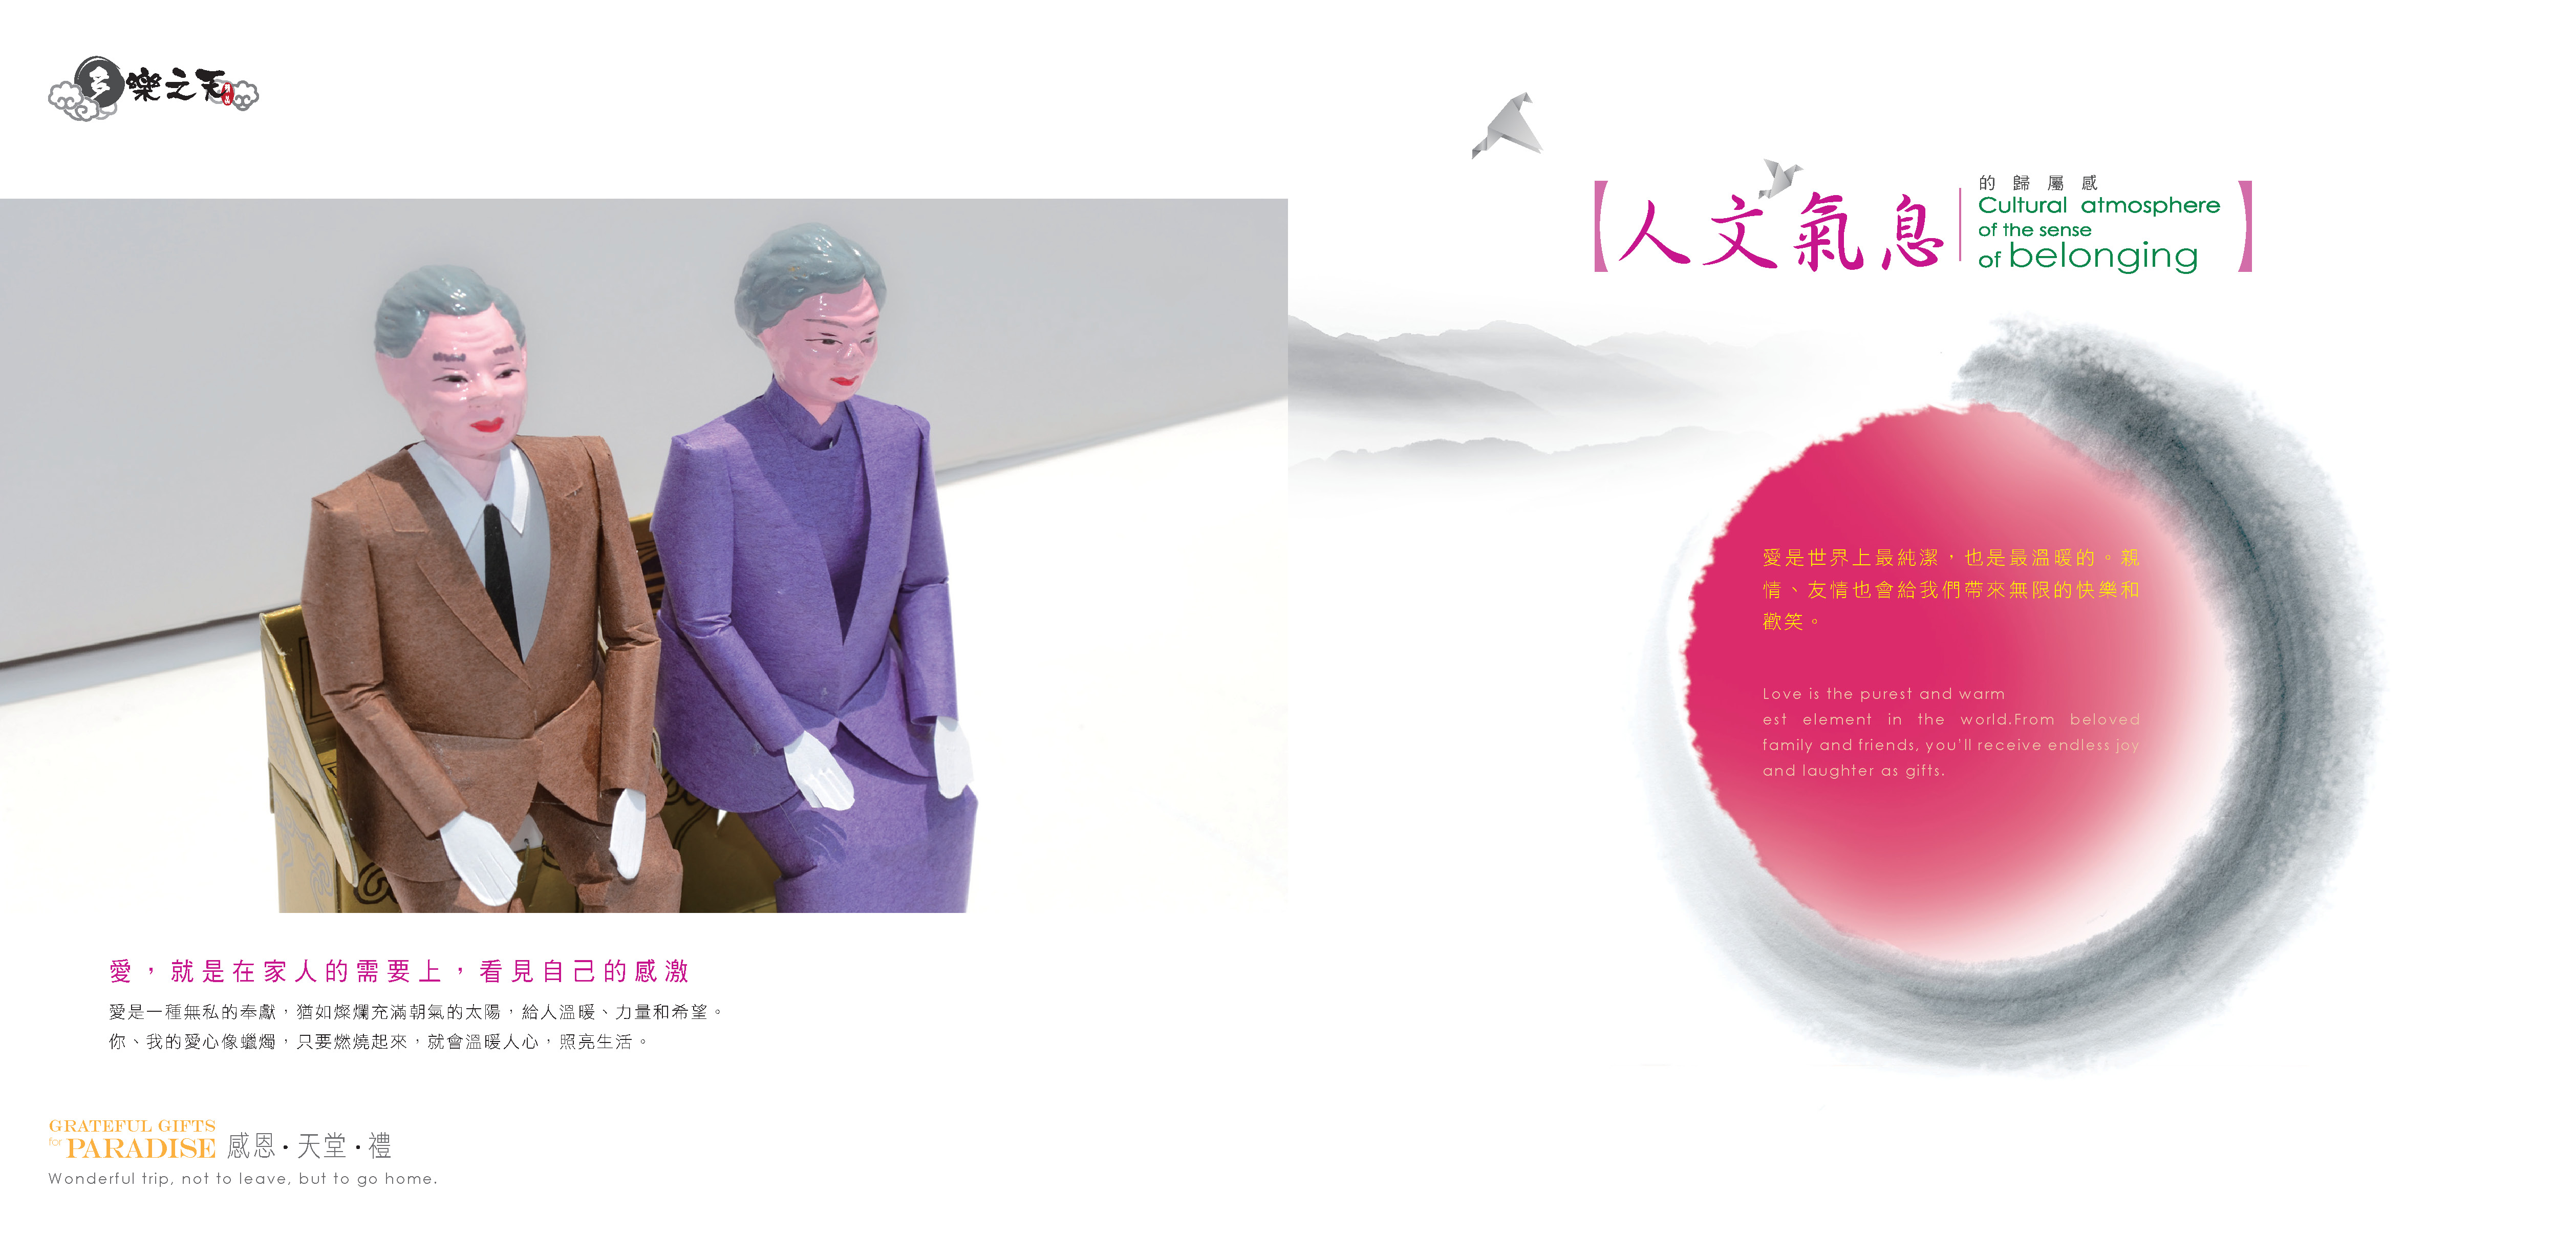 多樂之天
愛，就是在家人的需要上，看見自己的感激
愛是一種無私的奉獻，猶如燦爛充滿朝氣的太陽，給人溫暖、力量和希望。
你、我的愛心像蠟燭，只要燃燒起來，就會溫暖人心，照亮生活。
GRATEFUL GIFTS
for PARADISE
感恩·天堂·禮
Wonderful trip, not to leave, but to go home.
人文氣息
的歸屬感
Cultural atmosphere
of the sense
of belonging
愛是世界上最純潔，也是最溫暖的。親
情、友情也會給我們帶來無限的快樂和
歡笑。
Love is the purest and warm
est element in the world.From beloved
family and friends, you'll receive endless joy
and laughter as gifts.